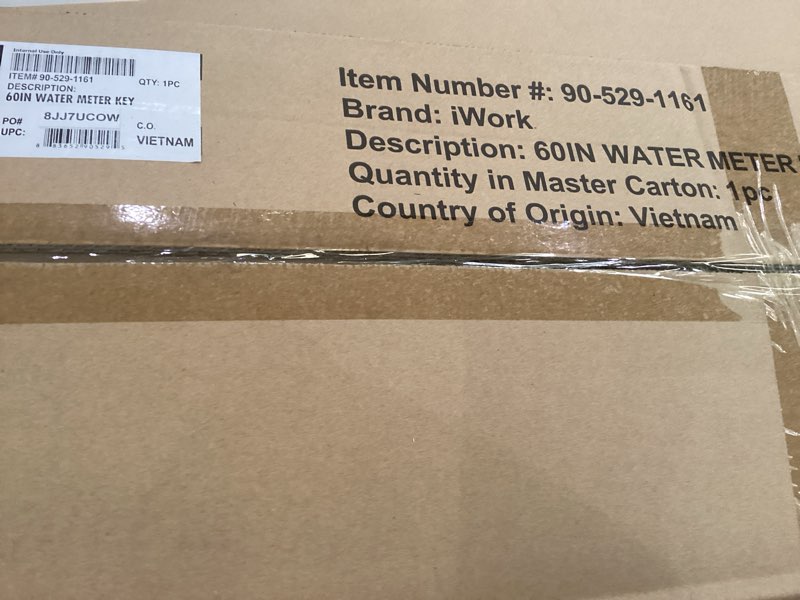 Internal Use Only
ITEM# 90-529-1161
QTY: 1PC
DESCRIPTION:
60IN WATER METER KEY
PO# 8JJ7UCOW
C.O.
UPC:
VIETNAM
Item Number #: 90-529-1161
Brand: iWork
Description: 60IN WATER METER
Quantity in Master Carton: 1pc
Country of Origin: Vietnam